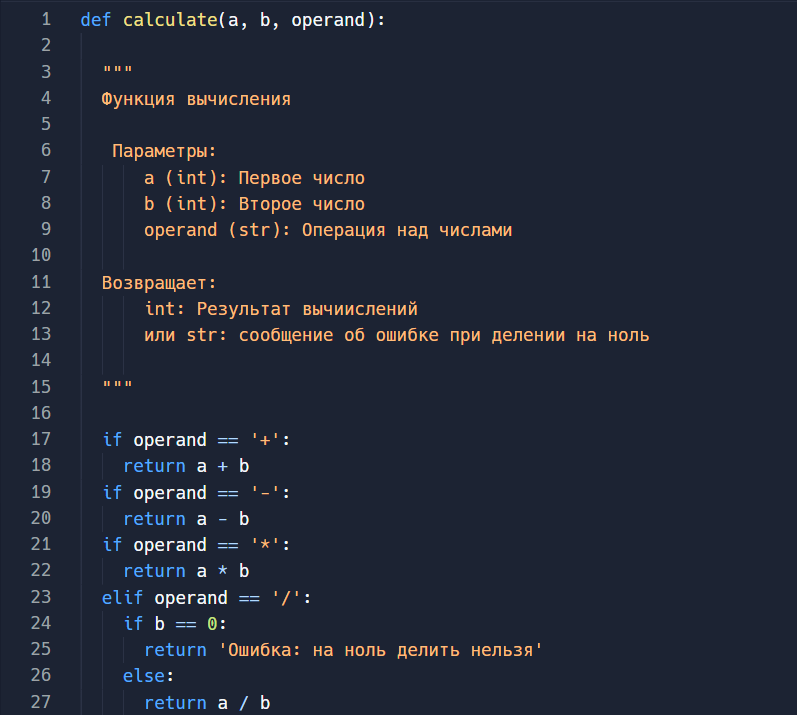 1 def calculate(a, b, operand):
2
3 """
4 Функция вычисления
5
6 Параметры:
7 a (int): Первое число
8 b (int): Второе число
9 operand (str): Операция над числами
10
11 Возвращает:
12 int: Результат вычиислений
13 или str: сообщение об ошибке при делении на ноль
14
15 """
16
17 if operand == '+':
18 return a + b
19 if operand == '-':
20 return a - b
21 if operand == '*':
22 return a * b
23 elif operand == '/':
24 if b == 0:
25 return 'Ошибка: на ноль делить нельзя'
26 else:
27 return a / b